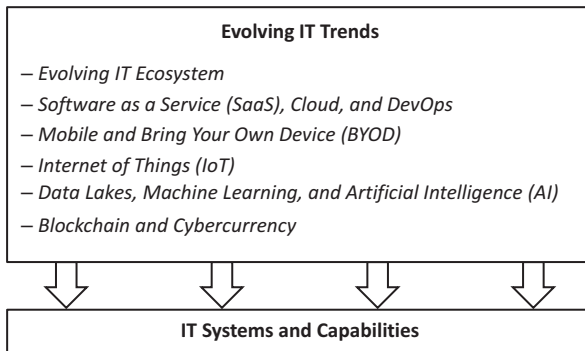 Evolving IT Trends
– Evolving IT Ecosystem
– Software as a Service (SaaS), Cloud, and DevOps
– Mobile and Bring Your Own Device (BYOD)
– Internet of Things (IoT)
– Data Lakes, Machine Learning, and Artificial Intelligence (AI)
– Blockchain and Cybercurrency
IT Systems and Capabilities